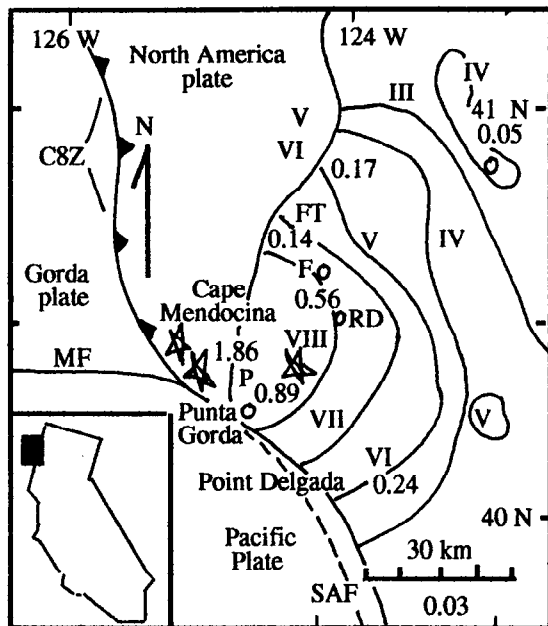 126 W
124 W
North America
plate
IV
III
41 N
0.05
V
N
VI
C8Z
0.17
FT
0.14
V
IV
F
Gorda
plate
Cape
Mendocina
0.56
RD
1.86
VIII
MF
P
0.89
Punta
Gorda
VII
V
VI
Point Delgada
0.24
Pacific
Plate
40 N
30 km
SAF
0.03